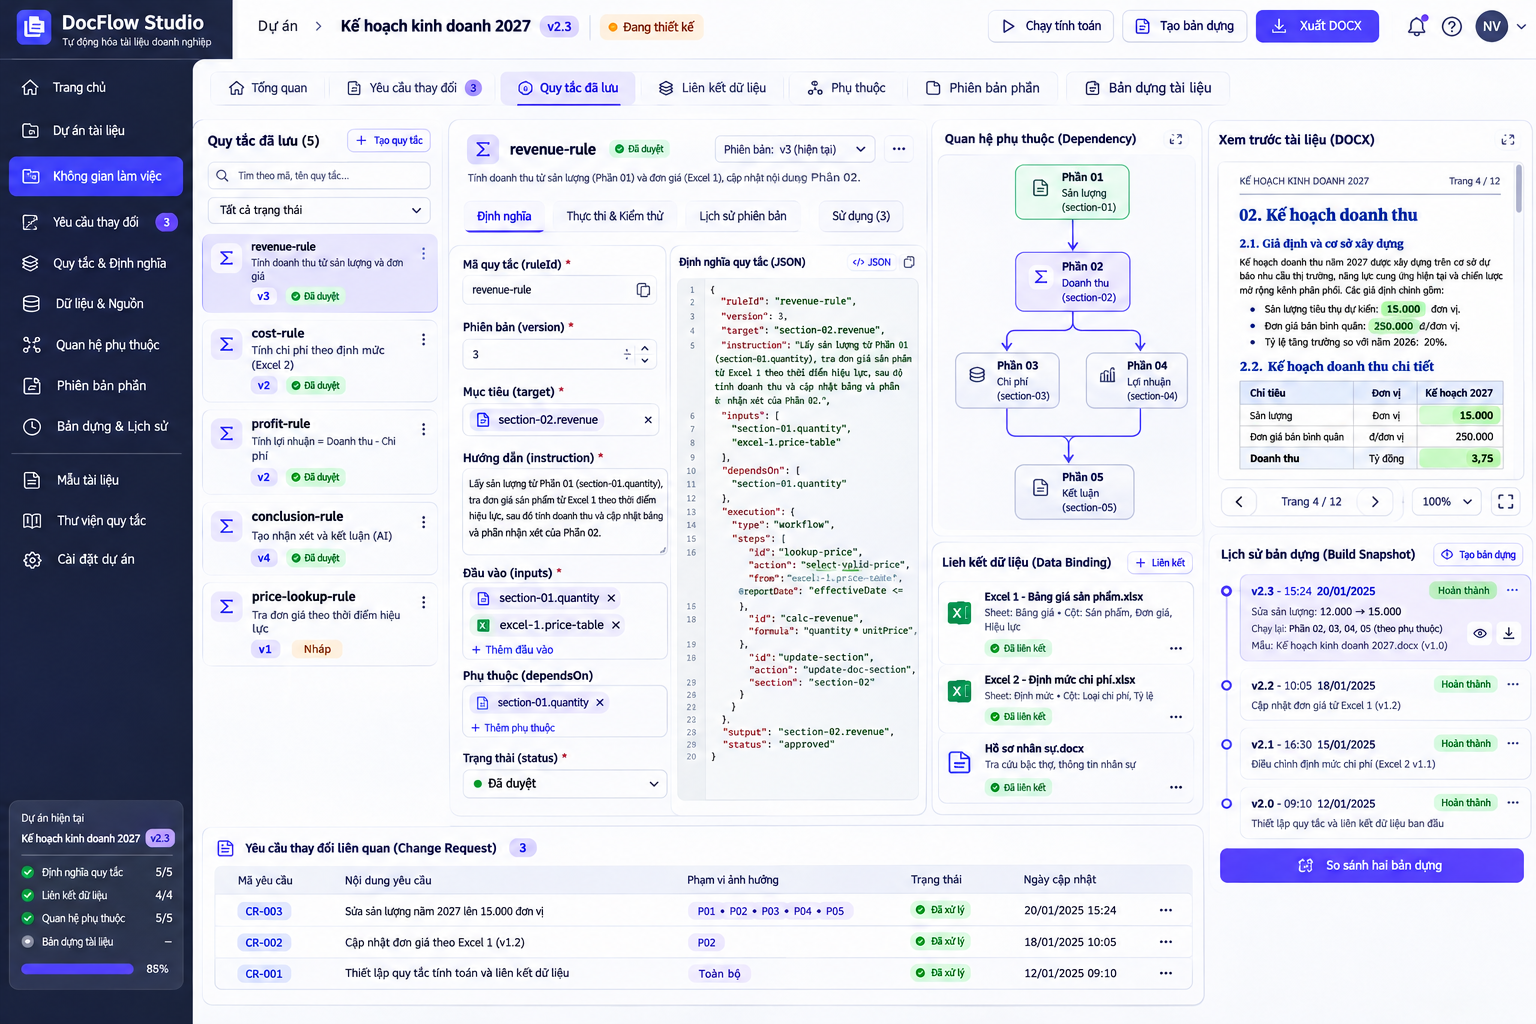 DocFlow Studio
Tự động hóa tài liệu doanh nghiệp
Dự án
Kế hoạch kinh doanh 2027
v2.3
Đang thiết kế
Chạy tính toán
Tạo bản dựng
Xuất DOCX
NV
Trang chủ
Dự án tài liệu
Không gian làm việc
Yêu cầu thay đổi
3
Quy tắc & Định nghĩa
Dữ liệu & Nguồn
Quan hệ phụ thuộc
Phiên bản phần
Bản dựng & Lịch sử
Mẫu tài liệu
Thư viện quy tắc
Cài đặt dự án
Dự án hiện tại
Kế hoạch kinh doanh 2027 v2.3
Định nghĩa quy tắc 5/5
Liên kết dữ liệu 4/4
Quan hệ phụ thuộc 5/5
Bản dựng tài liệu –
85%
Tổng quan
Yêu cầu thay đổi 3
Quy tắc đã lưu
Liên kết dữ liệu
Phụ thuộc
Phiên bản phần
Bản dựng tài liệu
Quy tắc đã lưu (5)
+ Tạo quy tắc
Tìm theo mã, tên quy tắc...
Tất cả trạng thái
revenue-rule
Tính doanh thu từ sản lượng và đơn
giá
v3 Đã duyệt
cost-rule
Tính chi phí theo định mức
(Excel 2)
v2 Đã duyệt
profit-rule
Tính lợi nhuận = Doanh thu - Chi
phí
v2 Đã duyệt
conclusion-rule
Tạo nhận xét và kết luận (AI)
v4 Đã duyệt
price-lookup-rule
Tra đơn giá theo thời điểm hiệu
lực
v1 Nháp
revenue-rule
Đã duyệt
Phiên bản: v3 (hiện tại)
Tính doanh thu từ sản lượng (Phần 01) và đơn giá (Excel 1), cập nhật nội dung Phần 02.
Định nghĩa
Thực thi & Kiểm thử
Lịch sử phiên bản
Sử dụng (3)
Mã quy tắc (ruleId) *
revenue-rule
Phiên bản (version) *
3
Mục tiêu (target) *
section-02.revenue ×
Hướng dẫn (instruction) *
Lấy sản lượng từ Phần 01 (section-01.quantity),
tra đơn giá sản phẩm từ Excel 1 theo thời điểm
hiệu lực, sau đó tính doanh thu và cập nhật bảng
và phần nhận xét của Phần 02.
Đầu vào (inputs) *
section-01.quantity ×
excel-1.price-table ×
+ Thêm đầu vào
Phụ thuộc (dependsOn)
section-01.quantity ×
+ Thêm phụ thuộc
Trạng thái (status) *
Đã duyệt
Định nghĩa quy tắc (JSON)
</> JSON
1 {
2 "ruleId": "revenue-rule",
3 "version": 3,
4 "target": "section-02.revenue",
5 "instruction": "Lấy sản lượng từ Phần 01
(section-01.quantity), tra đơn giá sản phẩm
từ Excel 1 theo thời điểm hiệu lực, sau đó
tính doanh thu và cập nhật bảng và phần
nhận xét của Phần 02.",
6 "inputs": [
7 "section-01.quantity",
8 "excel-1.price-table"
9 ],
10 "dependsOn": [
11 "section-01.quantity"
12 ],
13 "execution": {
14 "type": "workflow",
15 "steps": [
16 "id": "lookup-price",
"action": "select-valid-price",
"from":
@reportDate": "effectiveDate <=
15 },
18 "id": "calc-revenue",
"formula": "quantity * unitPrice",
19 },
16 "id": "update-section",
"action": "update-doc-section",
29 "section": "section-02"
26 }
22 }
23 },
28 "sutput": "section-02.revenue",
29 "status": "approved"
20 }
Quan hệ phụ thuộc (Dependency)
Phần 01
Sản lượng
(section-01)
Phần 02
Doanh thu
(section-02)
Phần 03
Chi phí
(section-03)
Phần 04
Lợi nhuận
(section-04)
Phần 05
Kết luận
(section-05)
Lieh kết dữ liệu (Data Binding)
+ Liên kết
Excel 1 - Bảng giá sản phẩm.xlsx
Sheet: Bảng giá • Cột: Sản phẩm, Đơn giá,
Hiệu lực
Đã liên kết
Excel 2 - Định mức chi phí.xlsx
Sheet: Định mức • Cột: Loại chi phí, Tỷ lệ
Đã liên kết
Hồ sơ nhân sự.docx
Tra cứu bậc thợ, thông tin nhân sự
Đã liên kết
Xem trước tài liệu (DOCX)
KẾ HOẠCH KINH DOANH 2027
Trang 4 / 12
02. Kế hoạch doanh thu
2.1. Giả định và cơ sở xây dựng
Kế hoạch doanh thu năm 2027 được xây dựng trên cơ sở dự
báo nhu cầu thị trường, năng lực cung ứng hiện tại và chiến lược
mở rộng kênh phân phối. Các giả định chính gồm:
• Sản lượng tiêu thụ dự kiến: 15.000 đơn vị.
• Đơn giá bán bình quân: 250.000 đ/đơn vị.
• Tỷ lệ tăng trưởng so với năm 2026: 20%.
2.2. Kế hoạch doanh thu chi tiết
Chỉ tiêu Đơn vị Kế hoạch 2027
Sản lượng Đơn vị 15.000
Đơn giá bán bình quân đ/đơn vị 250.000
Doanh thu Tỷ đồng 3,75
Trang 4 / 12
100%
Lịch sử bản dựng (Build Snapshot)
Tạo bản dựng
v2.3 - 15:24 20/01/2025 Hoàn thành
Sửa sản lượng: 12.000 → 15.000
Chạy lại: Phần 02, 03, 04, 05 (theo phụ thuộc)
Mẫu: Kế hoạch kinh doanh 2027.docx (v1.0)
v2.2 - 10:05 18/01/2025 Hoàn thành
Cập nhật đơn giá từ Excel 1 (v1.2)
v2.1 - 16:30 15/01/2025 Hoàn thành
Điều chỉnh định mức chi phí (Excel 2 v1.1)
v2.0 - 09:10 12/01/2025 Hoàn thành
Thiết lập quy tắc và liên kết dữ liệu ban đầu
So sánh hai bản dựng
Yêu cầu thay đổi liên quan (Change Request) 3
Mã yêu cầu Nội dung yêu cầu Phạm vi ảnh hưởng Trạng thái Ngày cập nhật
CR-003 Sửa sản lượng năm 2027 lên 15.000 đơn vị P01 • P02 • P03 • P04 • P05 Đã xử lý 20/01/2025 15:24
CR-002 Cập nhật đơn giá theo Excel 1 (v1.2) P02 Đã xử lý 18/01/2025 10:05
CR-001 Thiết lập quy tắc tính toán và liên kết dữ liệu Toàn bộ Đã xử lý 12/01/2025 09:10